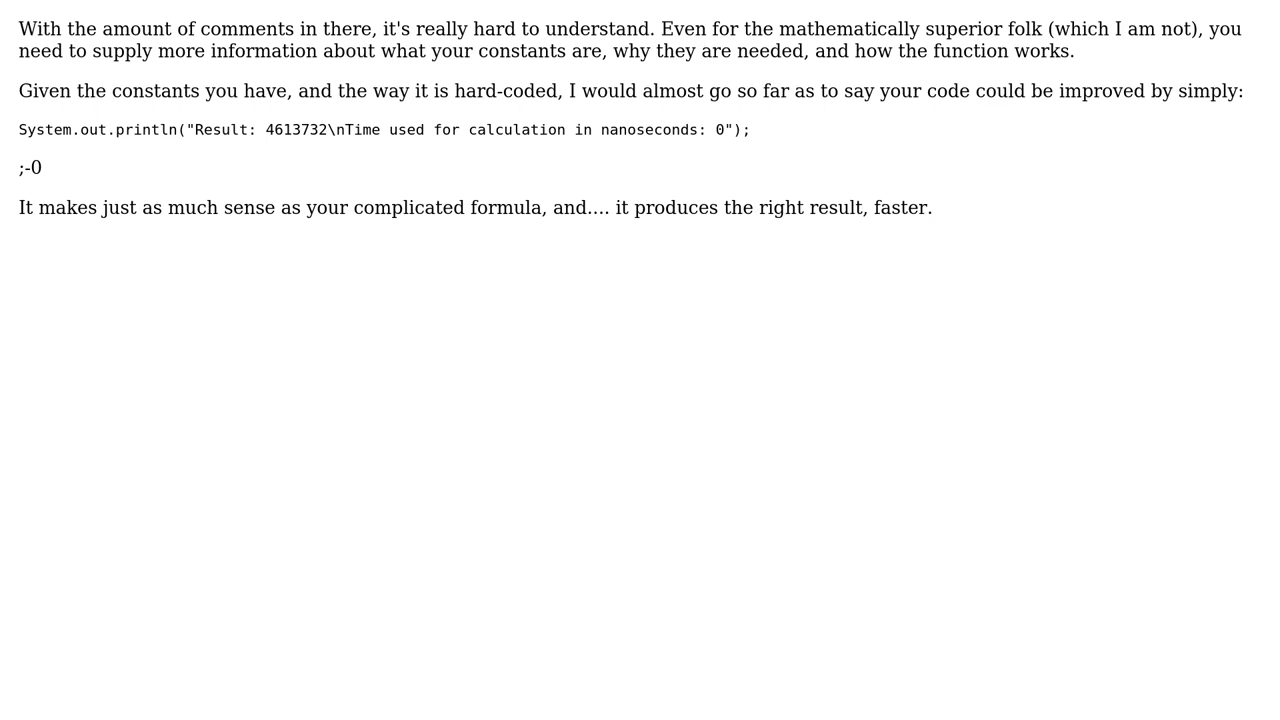 With the amount of comments in there, it's really hard to understand. Even for the mathematically superior folk (which I am not), you
need to supply more information about what your constants are, why they are needed, and how the function works.
Given the constants you have, and the way it is hard-coded, I would almost go so far as to say your code could be improved by simply:
System.out.println("Result: 4613732\nTime used for calculation in nanoseconds: 0");
;-0
It makes just as much sense as your complicated formula, and.... it produces the right result, faster.